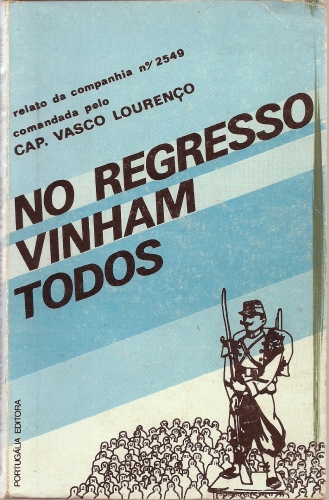 relato da companhia nº 2549
comandada pelo
CAP. VASCO LOURENÇO
NO REGRESSO
VINHAM
TODOS
PORTUGÁLIA EDITORA